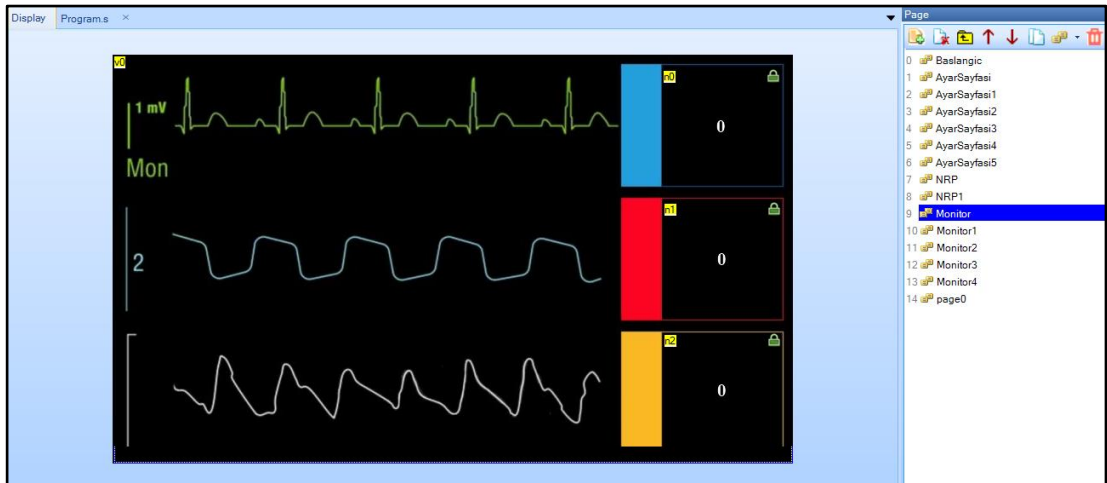 Display Program.s ×
Page
v0
n0
1 mV
0
Mon
n1
2
0
n2
0
0 Baslangic
1 AyarSayfasi
2 AyarSayfasi1
3 AyarSayfasi2
4 AyarSayfasi3
5 AyarSayfasi4
6 AyarSayfasi5
7 NRP
8 NRP1
9 Monitor
10 Monitor1
11 Monitor2
12 Monitor3
13 Monitor4
14 page0